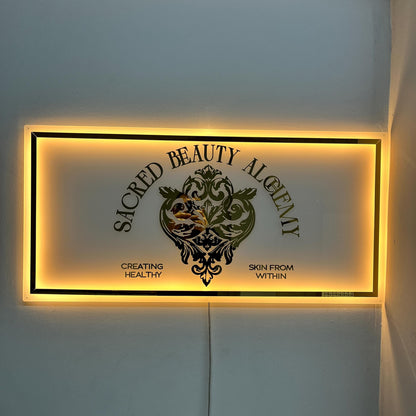 SACRED BEAUTY ALCHEMY
CREATING
HEALTHY
SKIN FROM
WITHIN